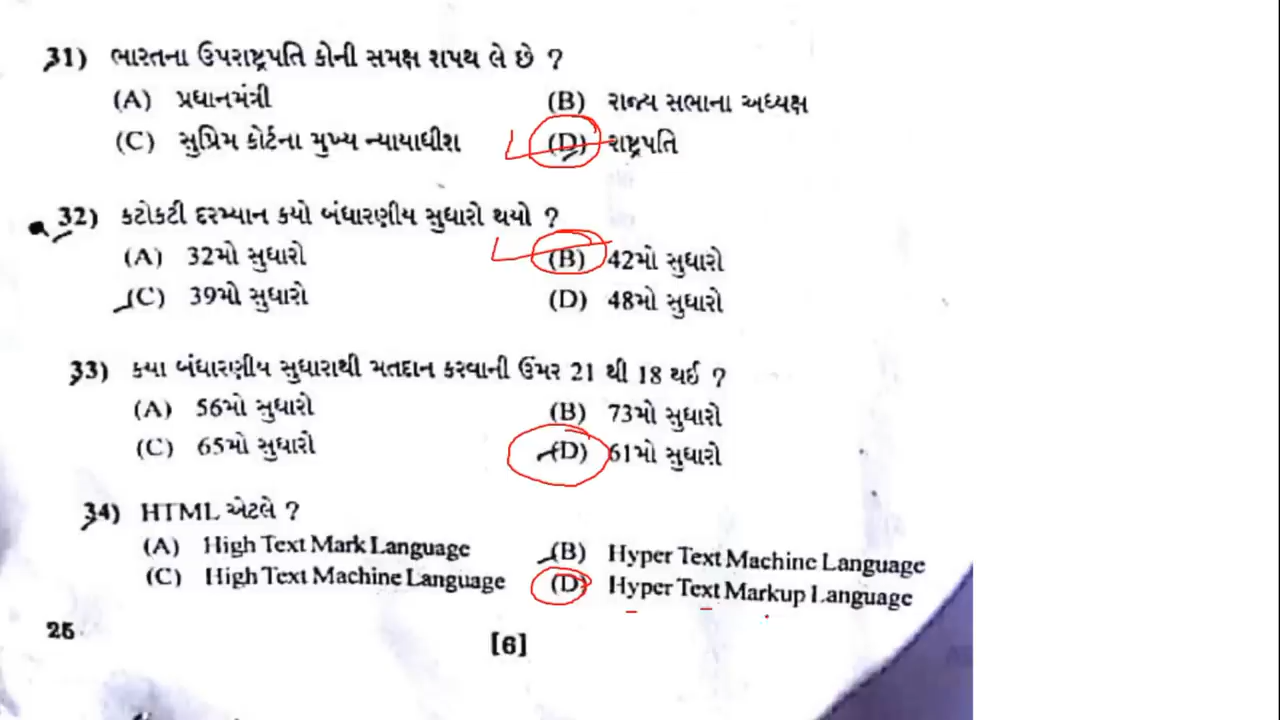 31) ભારતના ઉપરાષ્ટ્રપતિ કોની સમક્ષ શપથ લે છે ?
(A) પ્રધાનમંત્રી (B) રાજ્ય સભાના અધ્યક્ષ
(C) સુપ્રિમ કોર્ટના મુખ્ય ન્યાયાધીશ (D) રાષ્ટ્રપતિ
32) કટોકટી દરમ્યાન કયો બંધારણીય સુધારો થયો ?
(A) 32મો સુધારો (B) 42મો સુધારો
(C) 39મો સુધારો (D) 48મો સુધારો
33) કયા બંધારણીય સુધારાથી મતદાન કરવાની ઉંમર 21 થી 18 થઈ ?
(A) 56મો સુધારો (B) 73મો સુધારો
(C) 65મો સુધારો (D) 61મો સુધારો
34) HTML એટલે ?
(A) High Text Mark Language (B) Hyper Text Machine Language
(C) High Text Machine Language (D) Hyper Text Markup Language
25 [6]